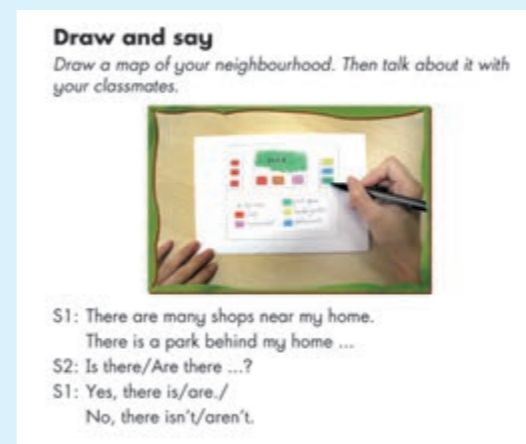 Draw and say
Draw a map of your neighbourhood. Then talk about it with
your classmates.
S1: There are many shops near my home.
There is a park behind my home ...
S2: Is there/Are there ...?
S1: Yes, there is/are./
No, there isn't/aren't.